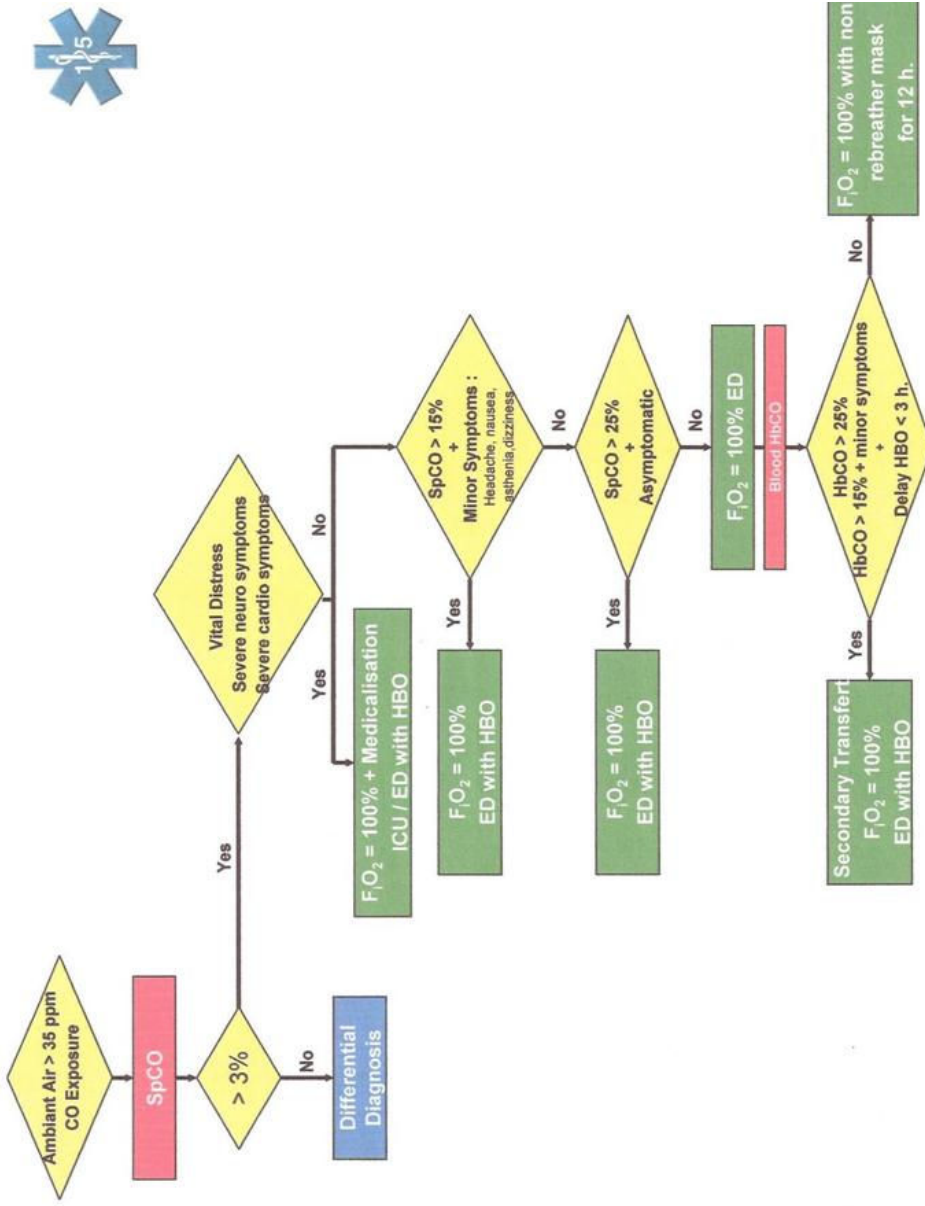 15
Ambiant Air > 35 ppm
CO Exposure
SpCO
> 3%
Yes
No
Differential
Diagnosis
Vital Distress
Severe neuro symptoms
Severe cardio symptoms
Yes
No
FiO2 = 100% + Medicalisation
ICU / ED with HBO
SpCO > 15%
+
Minor Symptoms :
Headache, nausea,
asthenia, dizziness
Yes
No
FiO2 = 100%
ED with HBO
SpCO > 25%
+
Asymptomatic
Yes
No
FiO2 = 100%
ED with HBO
FiO2 = 100% ED
Blood HbCO
HbCO > 25%
HbCO > 15% + minor symptoms
+
Delay HBO < 3 h.
Yes
No
Secondary Transfert
FiO2 = 100%
ED with HBO
FiO2 = 100% with non
rebreather mask
for 12 h.